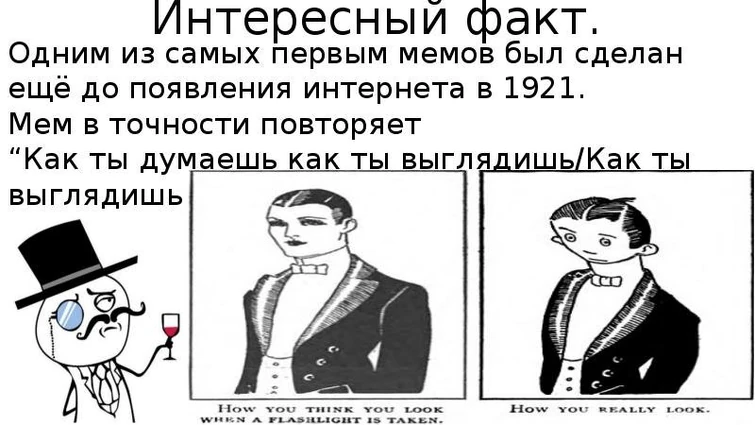 Интересный факт.
Одним из самых первым мемов был сделан
ещё до появления интернета в 1921.
Мем в точности повторяет
“Как ты думаешь как ты выглядишь/Как ты
выглядишь
How you think you look
when a flashlight is taken.
How you really look.